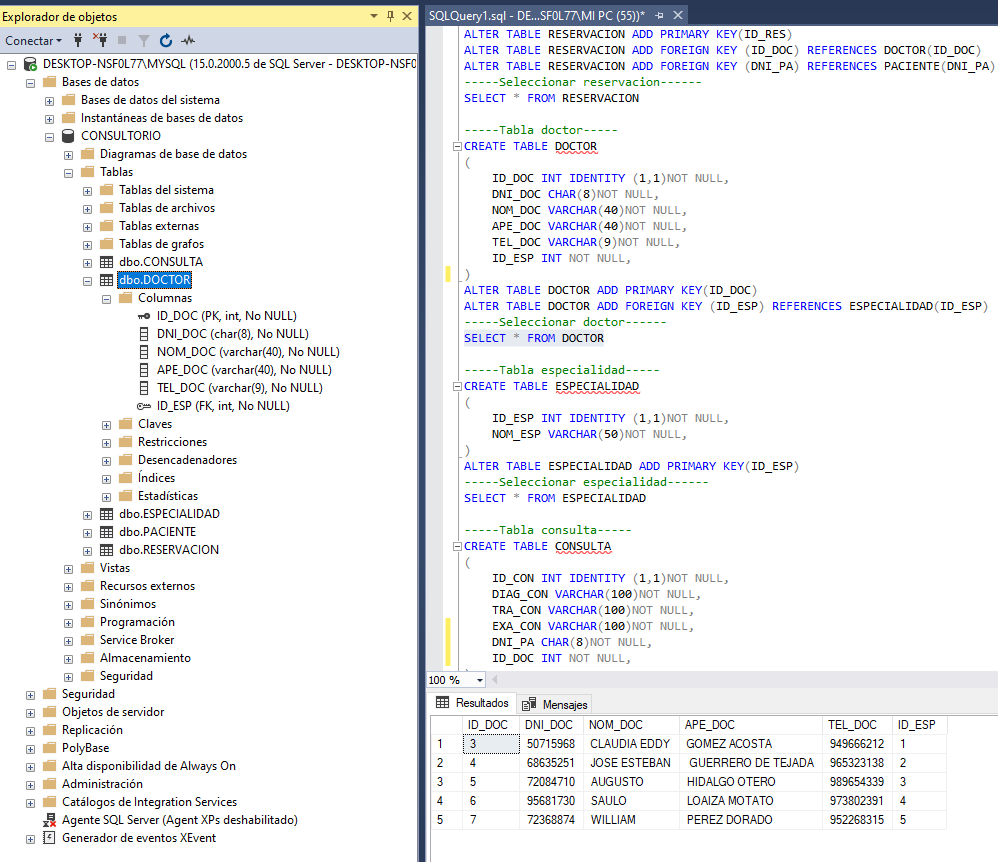 Explorador de objetos
Conectar
DESKTOP-NSF0L77\MYSQL (15.0.2000.5 de SQL Server - DESKTOP-NSF0
Bases de datos
Bases de datos del sistema
Instantáneas de bases de datos
CONSULTORIO
Diagramas de base de datos
Tablas
Tablas del sistema
Tablas de archivos
Tablas externas
Tablas de grafos
dbo.CONSULTA
dbo.DOCTOR
Columnas
ID_DOC (PK, int, No NULL)
DNI_DOC (char(8), No NULL)
NOM_DOC (varchar(40), No NULL)
APE_DOC (varchar(40), No NULL)
TEL_DOC (varchar(9), No NULL)
ID_ESP (FK, int, No NULL)
Claves
Restricciones
Desencadenadores
Índices
Estadísticas
dbo.ESPECIALIDAD
dbo.PACIENTE
dbo.RESERVACION
Vistas
Recursos externos
Sinónimos
Programación
Service Broker
Almacenamiento
Seguridad
Seguridad
Objetos de servidor
Replicación
PolyBase
Alta disponibilidad de Always On
Administración
Catálogos de Integration Services
Agente SQL Server (Agent XPs deshabilitado)
Generador de eventos XEvent
SQLQuery1.sql - DE...SF0L77\MI PC (55))*
ALTER TABLE RESERVACION ADD PRIMARY KEY(ID_RES)
ALTER TABLE RESERVACION ADD FOREIGN KEY (ID_DOC) REFERENCES DOCTOR(ID_DOC)
ALTER TABLE RESERVACION ADD FOREIGN KEY (DNI_PA) REFERENCES PACIENTE(DNI_PA)
-----Seleccionar reservacion------
SELECT * FROM RESERVACION
-----Tabla doctor-----
CREATE TABLE DOCTOR
(
ID_DOC INT IDENTITY (1,1)NOT NULL,
DNI_DOC CHAR(8)NOT NULL,
NOM_DOC VARCHAR(40)NOT NULL,
APE_DOC VARCHAR(40)NOT NULL,
TEL_DOC VARCHAR(9)NOT NULL,
ID_ESP INT NOT NULL,
)
ALTER TABLE DOCTOR ADD PRIMARY KEY(ID_DOC)
ALTER TABLE DOCTOR ADD FOREIGN KEY (ID_ESP) REFERENCES ESPECIALIDAD(ID_ESP)
-----Seleccionar doctor------
SELECT * FROM DOCTOR
-----Tabla especialidad-----
CREATE TABLE ESPECIALIDAD
(
ID_ESP INT IDENTITY (1,1)NOT NULL,
NOM_ESP VARCHAR(50)NOT NULL,
)
ALTER TABLE ESPECIALIDAD ADD PRIMARY KEY(ID_ESP)
-----Seleccionar especialidad------
SELECT * FROM ESPECIALIDAD
-----Tabla consulta-----
CREATE TABLE CONSULTA
(
ID_CON INT IDENTITY (1,1)NOT NULL,
DIAG_CON VARCHAR(100)NOT NULL,
TRA_CON VARCHAR(100)NOT NULL,
EXA_CON VARCHAR(100)NOT NULL,
DNI_PA CHAR(8)NOT NULL,
ID_DOC INT NOT NULL,
100 %
Resultados Mensajes
ID_DOC DNI_DOC NOM_DOC APE_DOC TEL_DOC ID_ESP
1 3 50715968 CLAUDIA EDDY GOMEZ ACOSTA 949666212 1
2 4 68635251 JOSE ESTEBAN GUERRERO DE TEJADA 965323138 2
3 5 72084710 AUGUSTO HIDALGO OTERO 989654339 3
4 6 95681730 SAULO LOAIZA MOTATO 973802391 4
5 7 72368874 WILLIAM PEREZ DORADO 952268315 5